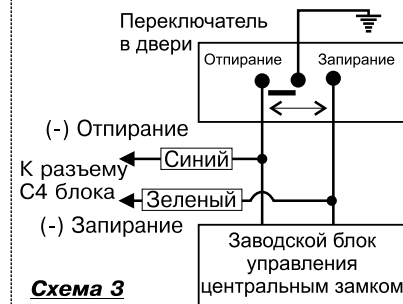 Переключатель
в двери
Отпирание
Запирание
(-) Отпирание
Синий
К разъему
С4 блока
Зеленый
(-) Запирание
Заводской блок
управления
центральным замком
Схема 3